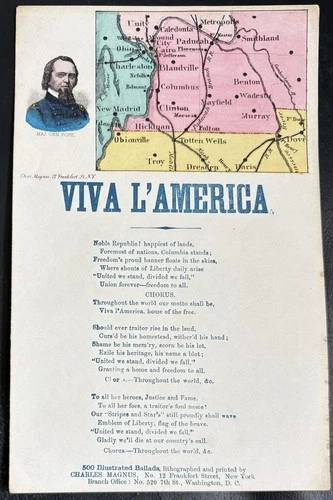 Unity
Caledonia
Metropolis
Mound
City
Paducah
Smithland
Ohio
Cairo
Charleston
Blandville
Columbus
Benton
Wadesb
Clinton
Mayfield
Murray
New Madrid
Hickman
Fulton
Dov
Unionville
Totten Wells
Troy
Dresden
Paris
MAJ. GEN. POPE.
Chas. Magnus, 12 Frankfort St. N.Y.
VIVA L'AMERICA.
Noble Republic! happiest of lands,
Foremost of nations, Columbia stands;
Freedom's proud banner floats in the skies,
Where shouts of Liberty daily arise
"United we stand, divided we fall,"
Union forever—freedom to all.
CHORUS.
Throughout the world our motto shall be,
Viva l'America, home of the free.
Should ever traitor rise in the land,
Curs'd be his homestead, wither'd his hand;
Shame be his mem'ry, scorn be his lot,
Exile his heritage, his name a blot;
"United we stand, divided we fall,"
Granting a home and freedom to all.
Throughout the world, &c.
To all her heroes, Justice and Fame,
To all her foes, a traitor's foul name!
Our "Stripes and Star's" still proudly shall wave
Emblem of Liberty, flag of the brave.
"United we stand, divided we fall,"
Gladly we'll die at our country's call.
Chorus.—Throughout the world, &c.
500 Illustrated Ballads, lithographed and printed by
CHARLES MAGNUS, No. 12 Frankfort Street, New York
Branch Office: No. 520 7th St., Washington, D. C.